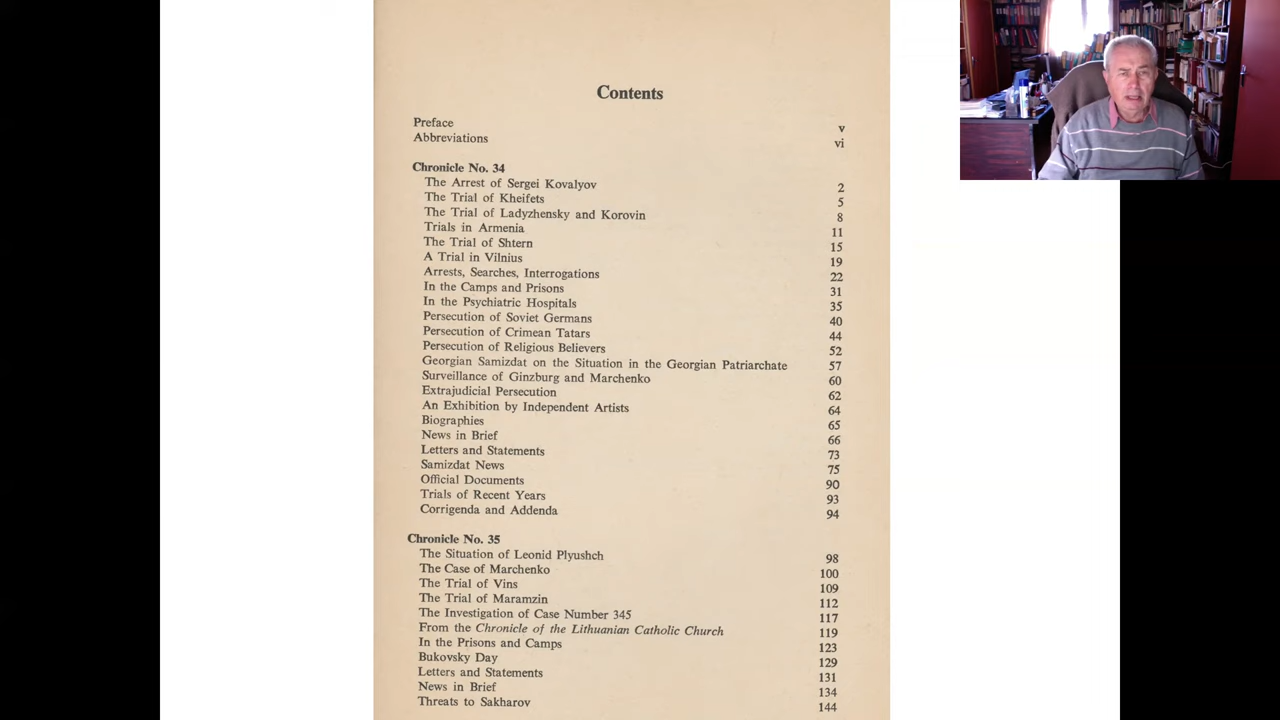 Contents
Preface v
Abbreviations vi
Chronicle No. 34
The Arrest of Sergei Kovalyov 2
The Trial of Kheifets 5
The Trial of Ladyzhensky and Korovin 8
Trials in Armenia 11
The Trial of Shtern 15
A Trial in Vilnius 19
Arrests, Searches, Interrogations 22
In the Camps and Prisons 31
In the Psychiatric Hospitals 35
Persecution of Soviet Germans 40
Persecution of Crimean Tatars 44
Persecution of Religious Believers 52
Georgian Samizdat on the Situation in the Georgian Patriarchate 57
Surveillance of Ginzburg and Marchenko 60
Extrajudicial Persecution 62
An Exhibition by Independent Artists 64
Biographies 65
News in Brief 66
Letters and Statements 73
Samizdat News 75
Official Documents 90
Trials of Recent Years 93
Corrigenda and Addenda 94
Chronicle No. 35
The Situation of Leonid Plyushch 98
The Case of Marchenko 100
The Trial of Vins 109
The Trial of Maramzin 112
The Investigation of Case Number 345 117
From the Chronicle of the Lithuanian Catholic Church 119
In the Prisons and Camps 123
Bukovsky Day 129
Letters and Statements 131
News in Brief 134
Threats to Sakharov 144